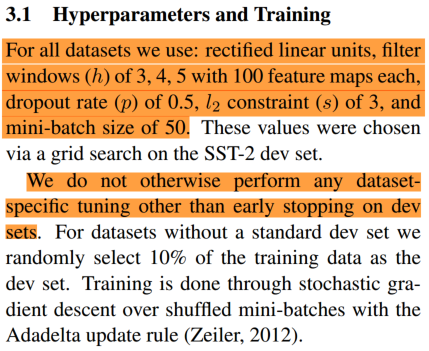 3.1 Hyperparameters and Training
For all datasets we use: rectified linear units, filter
windows (h) of 3, 4, 5 with 100 feature maps each,
dropout rate (p) of 0.5, l2 constraint (s) of 3, and
mini-batch size of 50. These values were chosen
via a grid search on the SST-2 dev set.
We do not otherwise perform any dataset-
specific tuning other than early stopping on dev
sets. For datasets without a standard dev set we
randomly select 10% of the training data as the
dev set. Training is done through stochastic gra-
dient descent over shuffled mini-batches with the
Adadelta update rule (Zeiler, 2012).